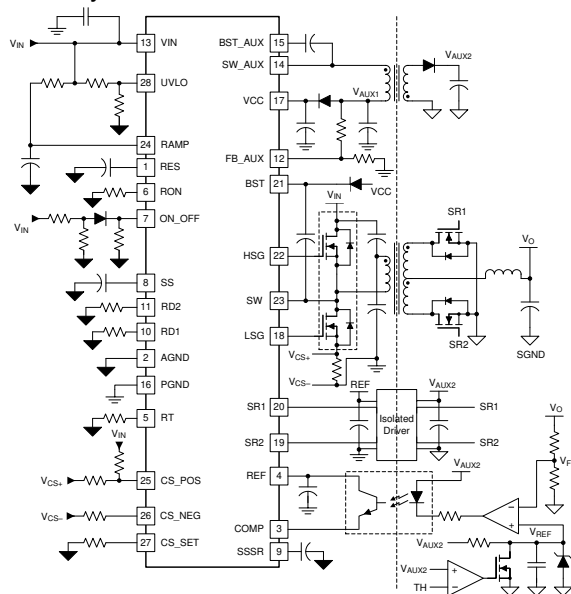 VIN 13 VIN
28 UVLO
24 RAMP
1 RES
6 RON
VIN 7 ON_OFF
8 SS
11 RD2
10 RD1
2 AGND
16 PGND
5 RT
VIN
VCS+ 25 CS_POS
VCS– 26 CS_NEG
27 CS_SET
BST_AUX 15
SW_AUX 14
VAUX2
VCC 17 VAUX1
FB_AUX 12
BST 21 VCC
VIN
SR1
VO
HSG 22
SW 23
LSG 18
SR2
SGND
VCS+
VCS–
REF VAUX2
SR1 20 Isolated Driver SR1
SR2 19 SR2
VO
REF 4 VAUX2
VF
COMP 3
SSSR 9
VAUX2 VREF
VAUX2 +
TH –